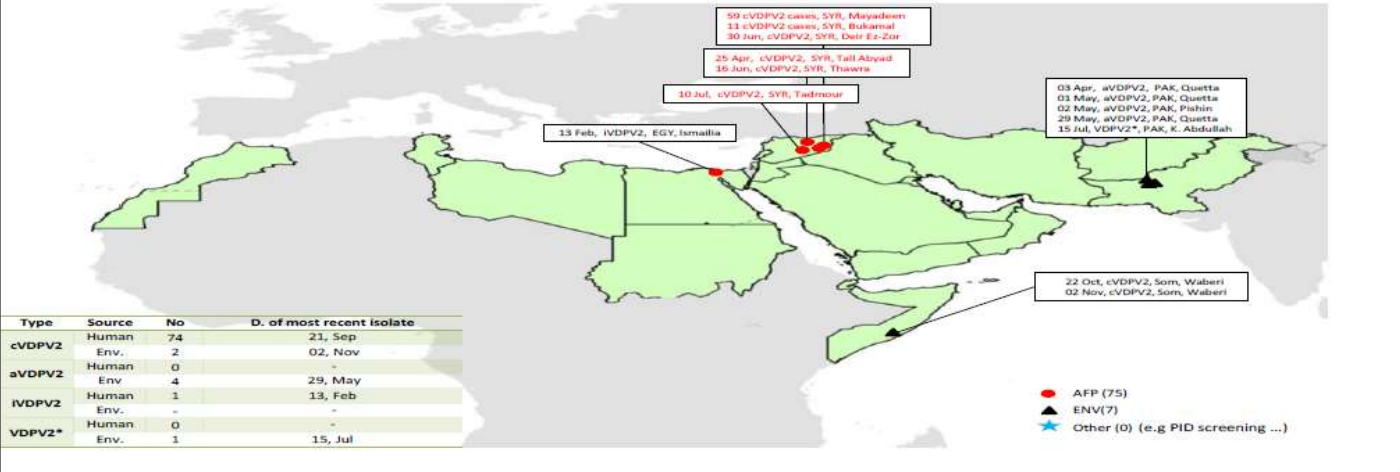 59 cVDPV2 cases, SYR, Mayadeen
11 cVDPV2 cases, SYR, Bukamal
30 Jun, cVDPV2, SYR, Deir Ez-Zor
25 Apr, cVDPV2, SYR, Tall Abyad
16 Jun, cVDPV2, SYR, Thawra
10 Jul, cVDPV2, SYR, Tadmour
03 Apr, aVDPV2, PAK, Quetta
01 May, aVDPV2, PAK, Quetta
02 May, aVDPV2, PAK, Pishin
29 May, aVDPV2, PAK, Quetta
15 Jul, VDPV2*, PAK, K. Abdullah
13 Feb, iVDPV2, EGY, Ismailia
22 Oct, cVDPV2, Som, Waberi
02 Nov, cVDPV2, Som, Waberi
Type Source No D. of most recent isolate
cVDPV2 Human 74 21, Sep
Env. 2 02, Nov
aVDPV2 Human 0 -
Env 4 29, May
iVDPV2 Human 1 13, Feb
Env. - -
VDPV2* Human 0 -
Env. 1 15, Jul
AFP (75)
ENV(7)
Other (0) (e.g PID screening ...)